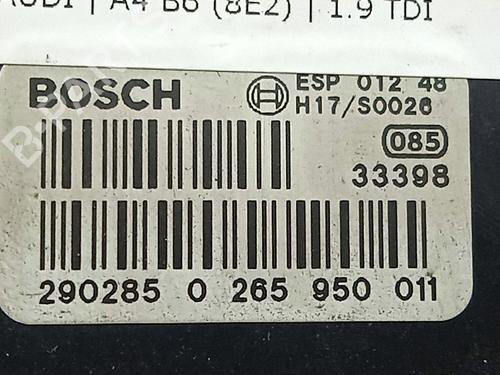 AUDI | A4 B6 (8E2) | 1.9 TDI
BOSCH
ESP 012 48
H17/S0026
085
33398
290285 0 265 950 011